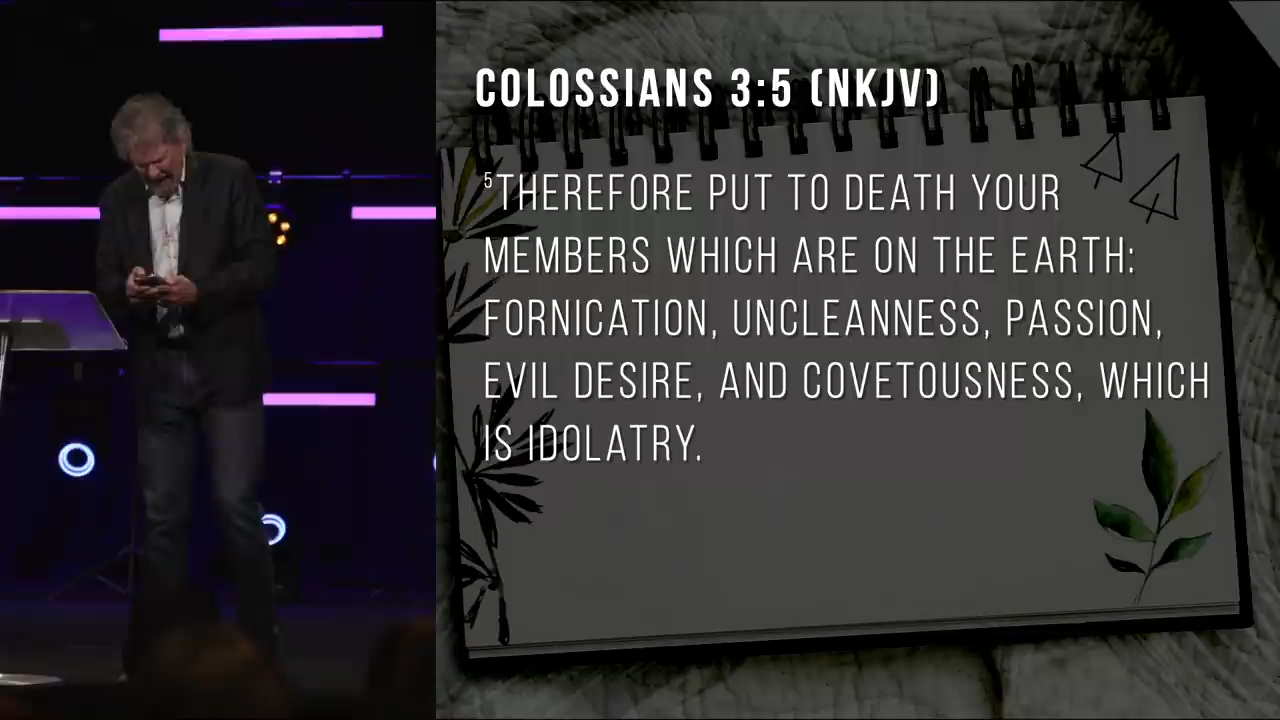 COLOSSIANS 3:5 (NKJV)
5THEREFORE PUT TO DEATH YOUR
MEMBERS WHICH ARE ON THE EARTH:
FORNICATION, UNCLEANNESS, PASSION,
EVIL DESIRE, AND COVETOUSNESS, WHICH
IS IDOLATRY.